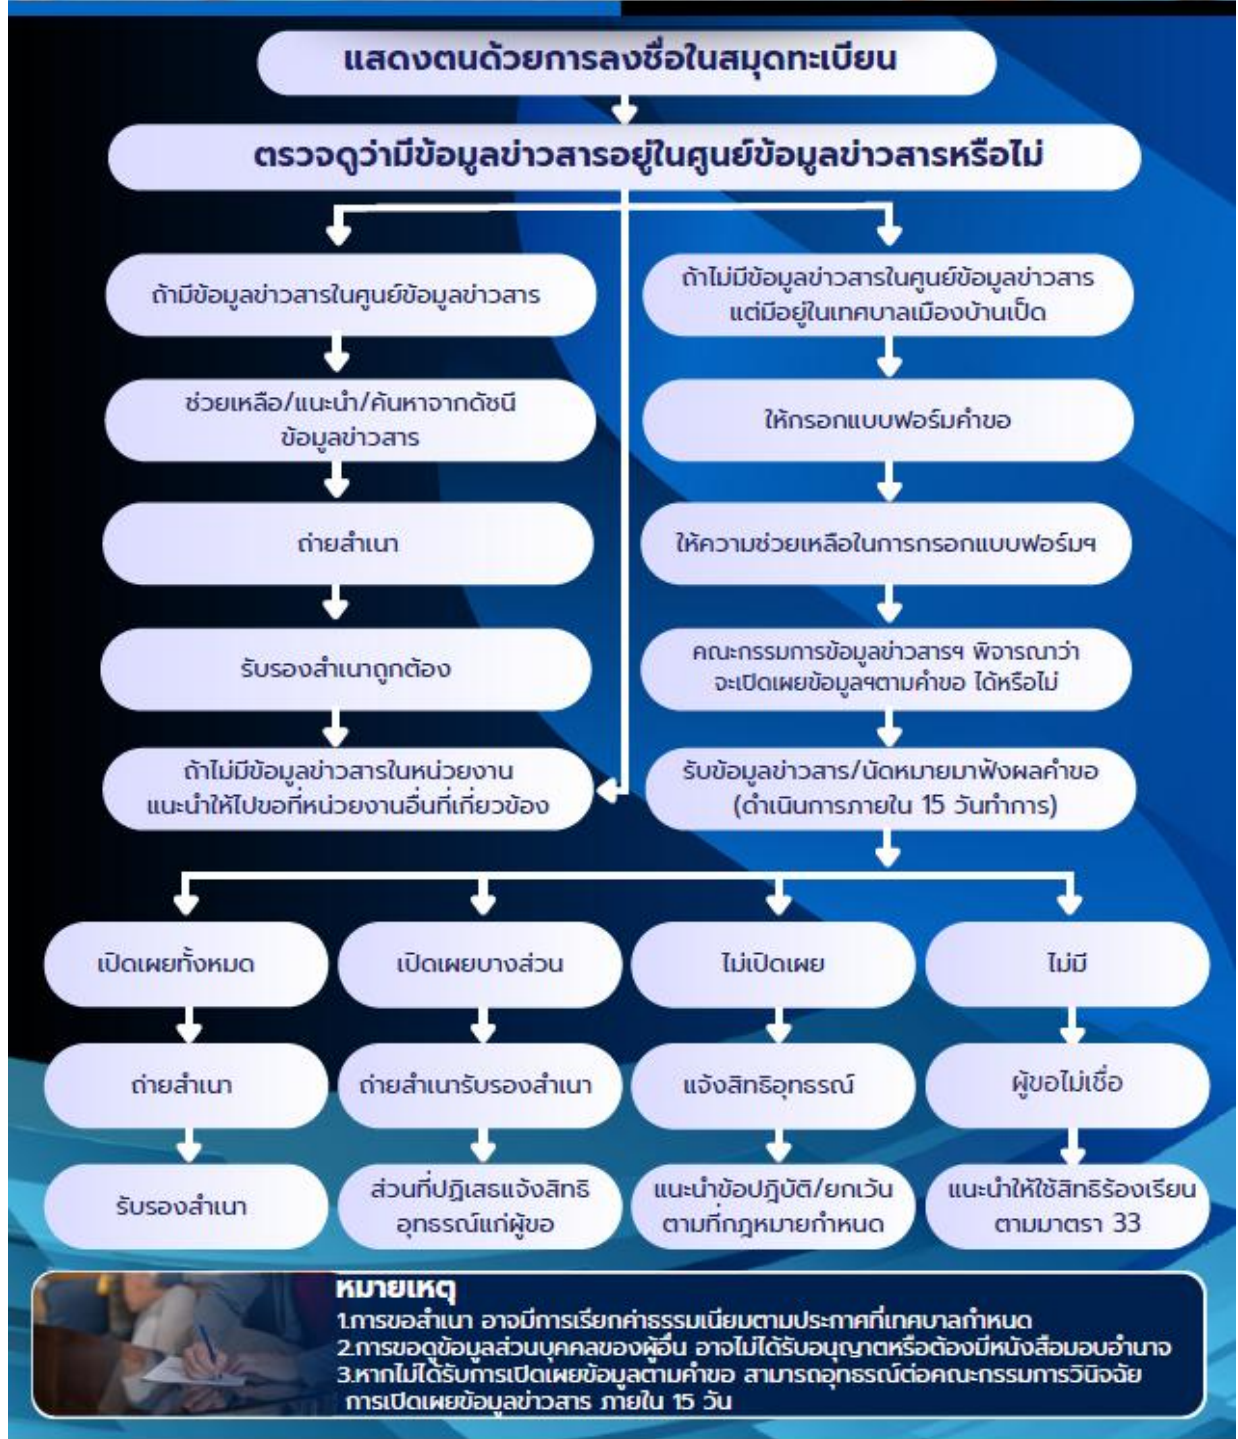 แสดงตนด้วยการลงชื่อในสมุดทะเบียน
ตรวจดูว่ามีข้อมูลข่าวสารอยู่ในศูนย์ข้อมูลข่าวสารหรือไม่
ถ้ามีข้อมูลข่าวสารในศูนย์ข้อมูลข่าวสาร
ช่วยเหลือ/แนะนำ/ค้นหาจากดัชนี
ข้อมูลข่าวสาร
ถ่ายสำเนา
รับรองสำเนาถูกต้อง
ถ้าไม่มีข้อมูลข่าวสารในหน่วยงาน
แนะนำให้ไปขอที่หน่วยงานอื่นที่เกี่ยวข้อง
ถ้าไม่มีข้อมูลข่าวสารในศูนย์ข้อมูลข่าวสาร
แต่มีอยู่ในเทศบาลเมืองบ้านเป็ด
ให้กรอกแบบฟอร์มคำขอ
ให้ความช่วยเหลือในการกรอกแบบฟอร์มฯ
คณะกรรมการข้อมูลข่าวสารฯ พิจารณาว่า
จะเปิดเผยข้อมูลฯตามคำขอ ได้หรือไม่
รับข้อมูลข่าวสาร/นัดหมายมาฟังผลคำขอ
(ดำเนินการภายใน 15 วันทำการ)
เปิดเผยทั้งหมด
ถ่ายสำเนา
รับรองสำเนา
เปิดเผยบางส่วน
ถ่ายสำเนารับรองสำเนา
ส่วนที่ปฏิเสธแจ้งสิทธิ
อุทธรณ์แก่ผู้ขอ
ไม่เปิดเผย
แจ้งสิทธิอุทธรณ์
แนะนำข้อปฎิบัติ/ยกเว้น
ตามที่กฎหมายกำหนด
ไม่มี
ผู้ขอไม่เชื่อ
แนะนำให้ใช้สิทธิร้องเรียน
ตามมาตรา 33
หมายเหตุ
1.การขอสำเนา อาจมีการเรียกค่าธรรมเนียมตามประกาศที่เทศบาลกำหนด
2.การขอดูข้อมูลส่วนบุคคลของผู้อื่น อาจไม่ได้รับอนุญาตหรือต้องมีหนังสือมอบอำนาจ
3.หากไม่ได้รับการเปิดเผยข้อมูลตามคำขอ สามารถอุทธรณ์ต่อคณะกรรมการวินิจฉัย
การเปิดเผยข้อมูลข่าวสาร ภายใน 15 วัน